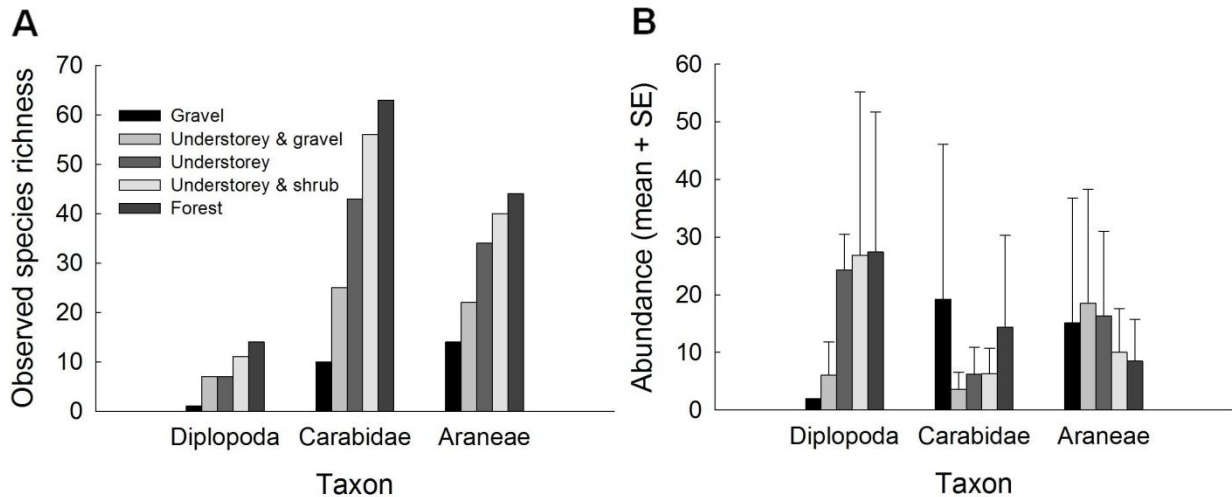 A
Observed species richness
70
60
50
40
30
20
10
0
Gravel
Understorey & gravel
Understorey
Understorey & shrub
Forest
Diplopoda Carabidae Araneae
Taxon
B
Abundance (mean + SE)
60
50
40
30
20
10
0
Diplopoda Carabidae Araneae
Taxon